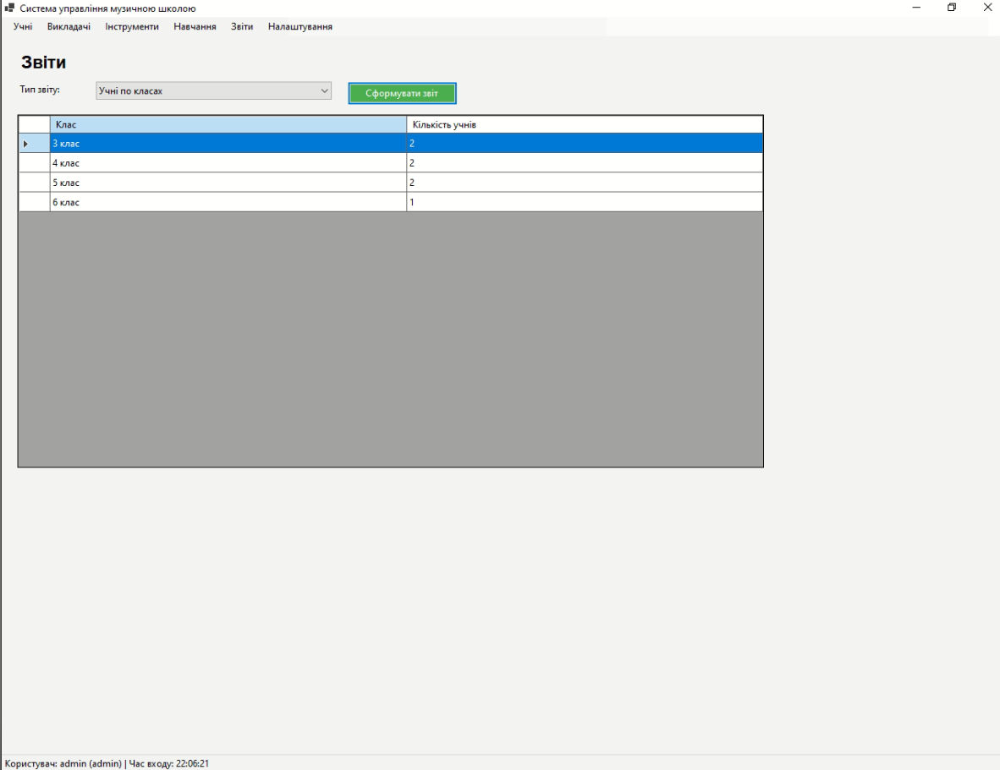 Система управління музичною школою
Учні Викладачі Інструменти Навчання Звіти Налаштування
Звіти
Тип звіту: Учні по класах Сформувати звіт
Клас Кількість учнів
3 клас 2
4 клас 2
5 клас 2
6 клас 1
Користувач: admin (admin) | Час входу: 22:06:21